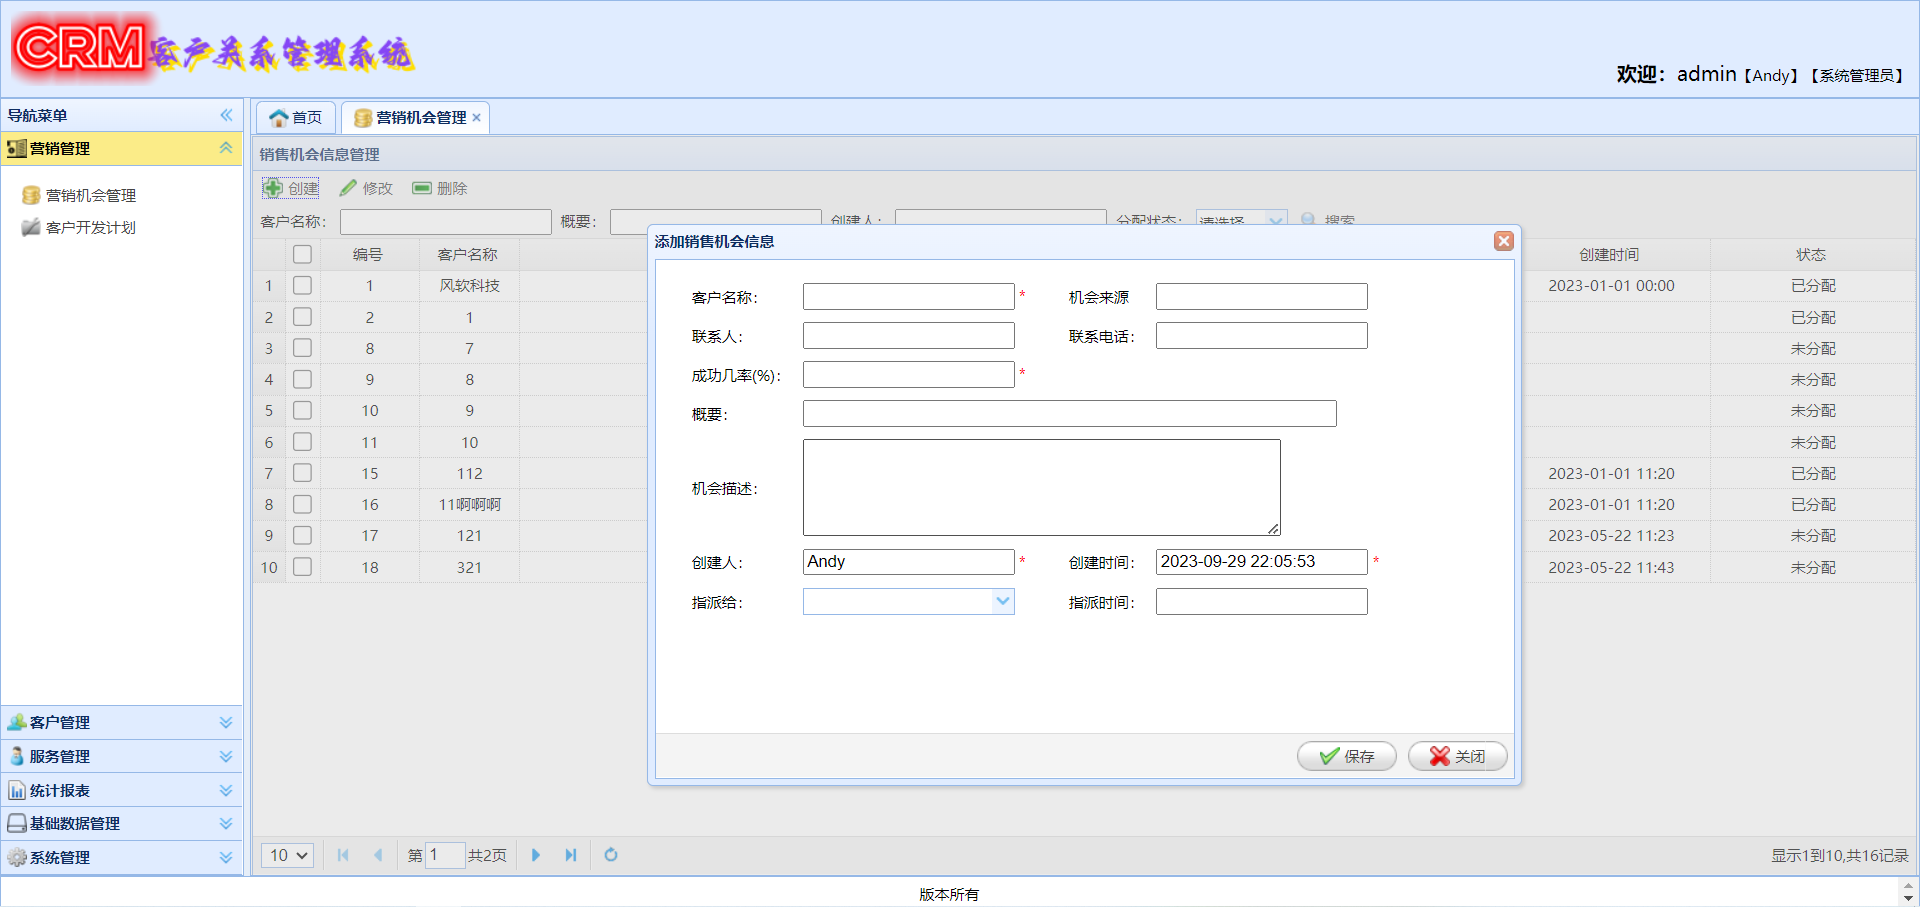 CRM客户关系管理系统
欢迎：admin【Andy】【系统管理员】
导航菜单
营销管理
营销机会管理
客户开发计划
客户管理
服务管理
统计报表
基础数据管理
系统管理
首页 营销机会管理
销售机会信息管理
创建 修改 删除
客户名称： 概要： 创建人： 分配状态： 请选择 搜索
编号 客户名称 创建时间 状态
1 1 风软科技 2023-01-01 00:00 已分配
2 2 1 已分配
3 8 7 未分配
4 9 8 未分配
5 10 9 未分配
6 11 10 未分配
7 15 112 2023-01-01 11:20 已分配
8 16 11啊啊啊 2023-01-01 11:20 已分配
9 17 121 2023-05-22 11:23 未分配
10 18 321 2023-05-22 11:43 未分配
添加销售机会信息
客户名称： * 机会来源
联系人： 联系电话：
成功几率(%)： *
概要：
机会描述：
创建人： Andy * 创建时间： 2023-09-29 22:05:53 *
指派给： 指派时间：
保存 关闭
10 第 1 共2页 显示1到10,共16记录
版本所有